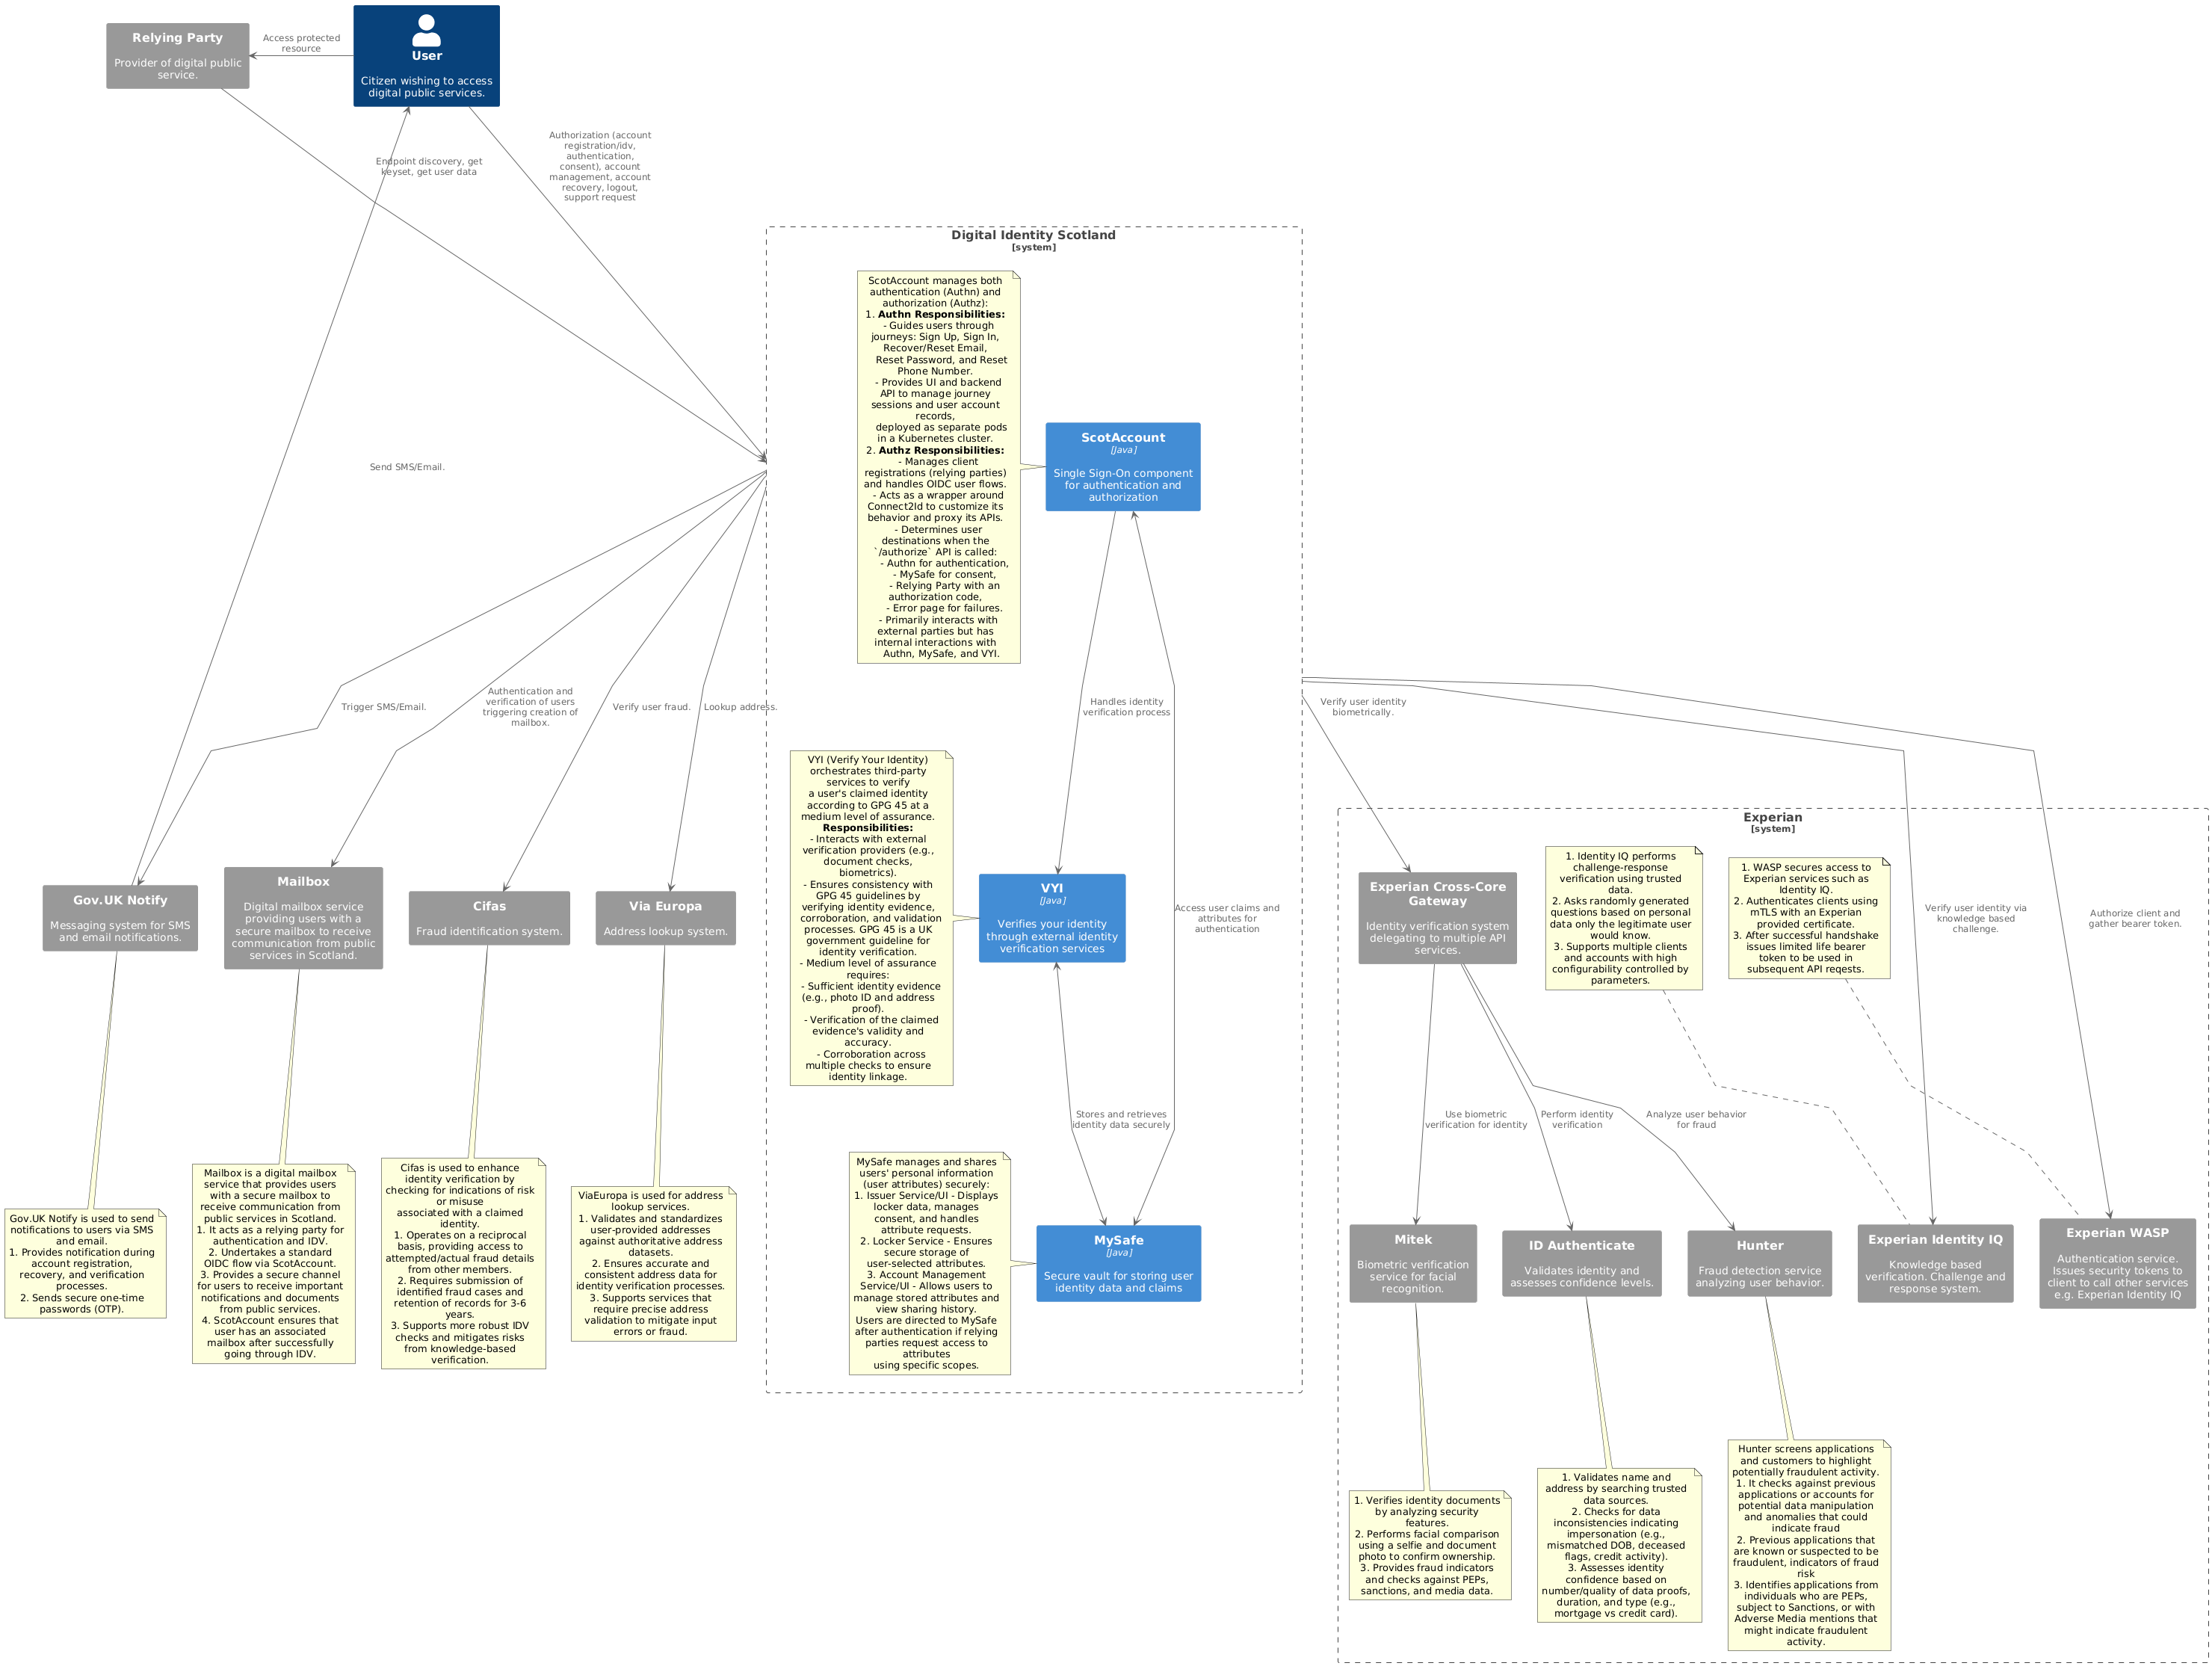 Relying Party
Provider of digital public
service.
Access protected
resource
User
Citizen wishing to access
digital public services.
Endpoint discovery, get
keyset, get user data
Authorization (account
registration/idv,
authentication,
consent), account
management, account
recovery, logout,
support request
Send SMS/Email.
Digital Identity Scotland
[system]
ScotAccount manages both
authentication (Authn) and
authorization (Authz):
1. Authn Responsibilities:
- Guides users through
journeys: Sign Up, Sign In,
Recover/Reset Email,
Reset Password, and Reset
Phone Number.
- Provides UI and backend
API to manage journey
sessions and user account
records,
deployed as separate pods
in a Kubernetes cluster.
2. Authz Responsibilities:
- Manages client
registrations (relying parties)
and handles OIDC user flows.
- Acts as a wrapper around
Connect2Id to customize its
behavior and proxy its APIs.
- Determines user
destinations when the
`/authorize` API is called:
- Authn for authentication,
- MySafe for consent,
- Relying Party with an
authorization code,
- Error page for failures.
- Primarily interacts with
external parties but has
internal interactions with
Authn, MySafe, and VYI.
ScotAccount
[Java]
Single Sign-On component
for authentication and
authorization
Trigger SMS/Email.
Authentication and
verification of users
triggering creation of
mailbox.
Verify user fraud.
Lookup address.
Handles identity
verification process
Verify user identity
biometrically.
VYI (Verify Your Identity)
orchestrates third-party
services to verify
a user's claimed identity
according to GPG 45 at a
medium level of assurance.
Responsibilities:
- Interacts with external
verification providers (e.g.,
document checks,
biometrics).
- Ensures consistency with
GPG 45 guidelines by
verifying identity evidence,
corroboration, and validation
processes. GPG 45 is a UK
government guideline for
identity verification.
- Medium level of assurance
requires:
- Sufficient identity evidence
(e.g., photo ID and address
proof).
- Verification of the claimed
evidence's validity and
accuracy.
- Corroboration across
multiple checks to ensure
identity linkage.
VYI
[Java]
Verifies your identity
through external identity
verification services
Access user claims and
attributes for
authentication
Gov.UK Notify
Messaging system for SMS
and email notifications.
Mailbox
Digital mailbox service
providing users with a
secure mailbox to receive
communication from public
services in Scotland.
Cifas
Fraud identification system.
Via Europa
Address lookup system.
Experian
[system]
Experian Cross-Core
Gateway
Identity verification system
delegating to multiple API
services.
1. Identity IQ performs
challenge-response
verification using trusted
data.
2. Asks randomly generated
questions based on personal
data only the legitimate user
would know.
3. Supports multiple clients
and accounts with high
configurability controlled by
parameters.
1. WASP secures access to
Experian services such as
Identity IQ.
2. Authenticates clients using
mTLS with an Experian
provided certificate.
3. After successful handshake
issues limited life bearer
token to be used in
subsequent API reqests.
Verify user identity via
knowledge based
challenge.
Authorize client and
gather bearer token.
Stores and retrieves
identity data securely
Use biometric
verification for identity
Perform identity
verification
Analyze user behavior
for fraud
Gov.UK Notify is used to send
notifications to users via SMS
and email.
1. Provides notification during
account registration,
recovery, and verification
processes.
2. Sends secure one-time
passwords (OTP).
Mailbox is a digital mailbox
service that provides users
with a secure mailbox to
receive communication from
public services in Scotland.
1. It acts as a relying party for
authentication and IDV.
2. Undertakes a standard
OIDC flow via ScotAccount.
3. Provides a secure channel
for users to receive important
notifications and documents
from public services.
4. ScotAccount ensures that
user has an associated
mailbox after successfully
going through IDV.
Cifas is used to enhance
identity verification by
checking for indications of risk
or misuse
associated with a claimed
identity.
1. Operates on a reciprocal
basis, providing access to
attempted/actual fraud details
from other members.
2. Requires submission of
identified fraud cases and
retention of records for 3-6
years.
3. Supports more robust IDV
checks and mitigates risks
from knowledge-based
verification.
ViaEuropa is used for address
lookup services.
1. Validates and standardizes
user-provided addresses
against authoritative address
datasets.
2. Ensures accurate and
consistent address data for
identity verification processes.
3. Supports services that
require precise address
validation to mitigate input
errors or fraud.
MySafe manages and shares
users' personal information
(user attributes) securely:
1. Issuer Service/UI - Displays
locker data, manages
consent, and handles
attribute requests.
2. Locker Service - Ensures
secure storage of
user-selected attributes.
3. Account Management
Service/UI - Allows users to
manage stored attributes and
view sharing history.
Users are directed to MySafe
after authentication if relying
parties request access to
attributes
using specific scopes.
MySafe
[Java]
Secure vault for storing user
identity data and claims
Mitek
Biometric verification
service for facial
recognition.
ID Authenticate
Validates identity and
assesses confidence levels.
Hunter
Fraud detection service
analyzing user behavior.
Experian Identity IQ
Knowledge based
verification. Challenge and
response system.
Experian WASP
Authentication service.
Issues security tokens to
client to call other services
e.g. Experian Identity IQ
1. Verifies identity documents
by analyzing security
features.
2. Performs facial comparison
using a selfie and document
photo to confirm ownership.
3. Provides fraud indicators
and checks against PEPs,
sanctions, and media data.
1. Validates name and
address by searching trusted
data sources.
2. Checks for data
inconsistencies indicating
impersonation (e.g.,
mismatched DOB, deceased
flags, credit activity).
3. Assesses identity
confidence based on
number/quality of data proofs,
duration, and type (e.g.,
mortgage vs credit card).
Hunter screens applications
and customers to highlight
potentially fraudulent activity.
1. It checks against previous
applications or accounts for
potential data manipulation
and anomalies that could
indicate fraud
2. Previous applications that
are known or suspected to be
fraudulent, indicators of fraud
risk
3. Identifies applications from
individuals who are PEPs,
subject to Sanctions, or with
Adverse Media mentions that
might indicate fraudulent
activity.